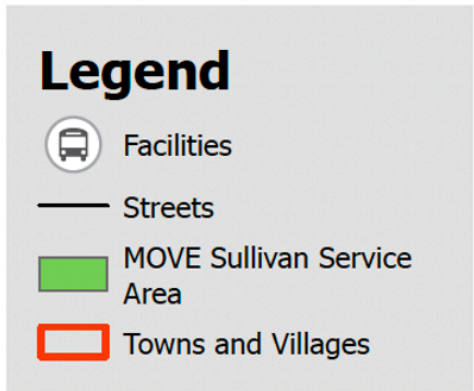 Legend
Facilities
Streets
MOVE Sullivan Service
Area
Towns and Villages